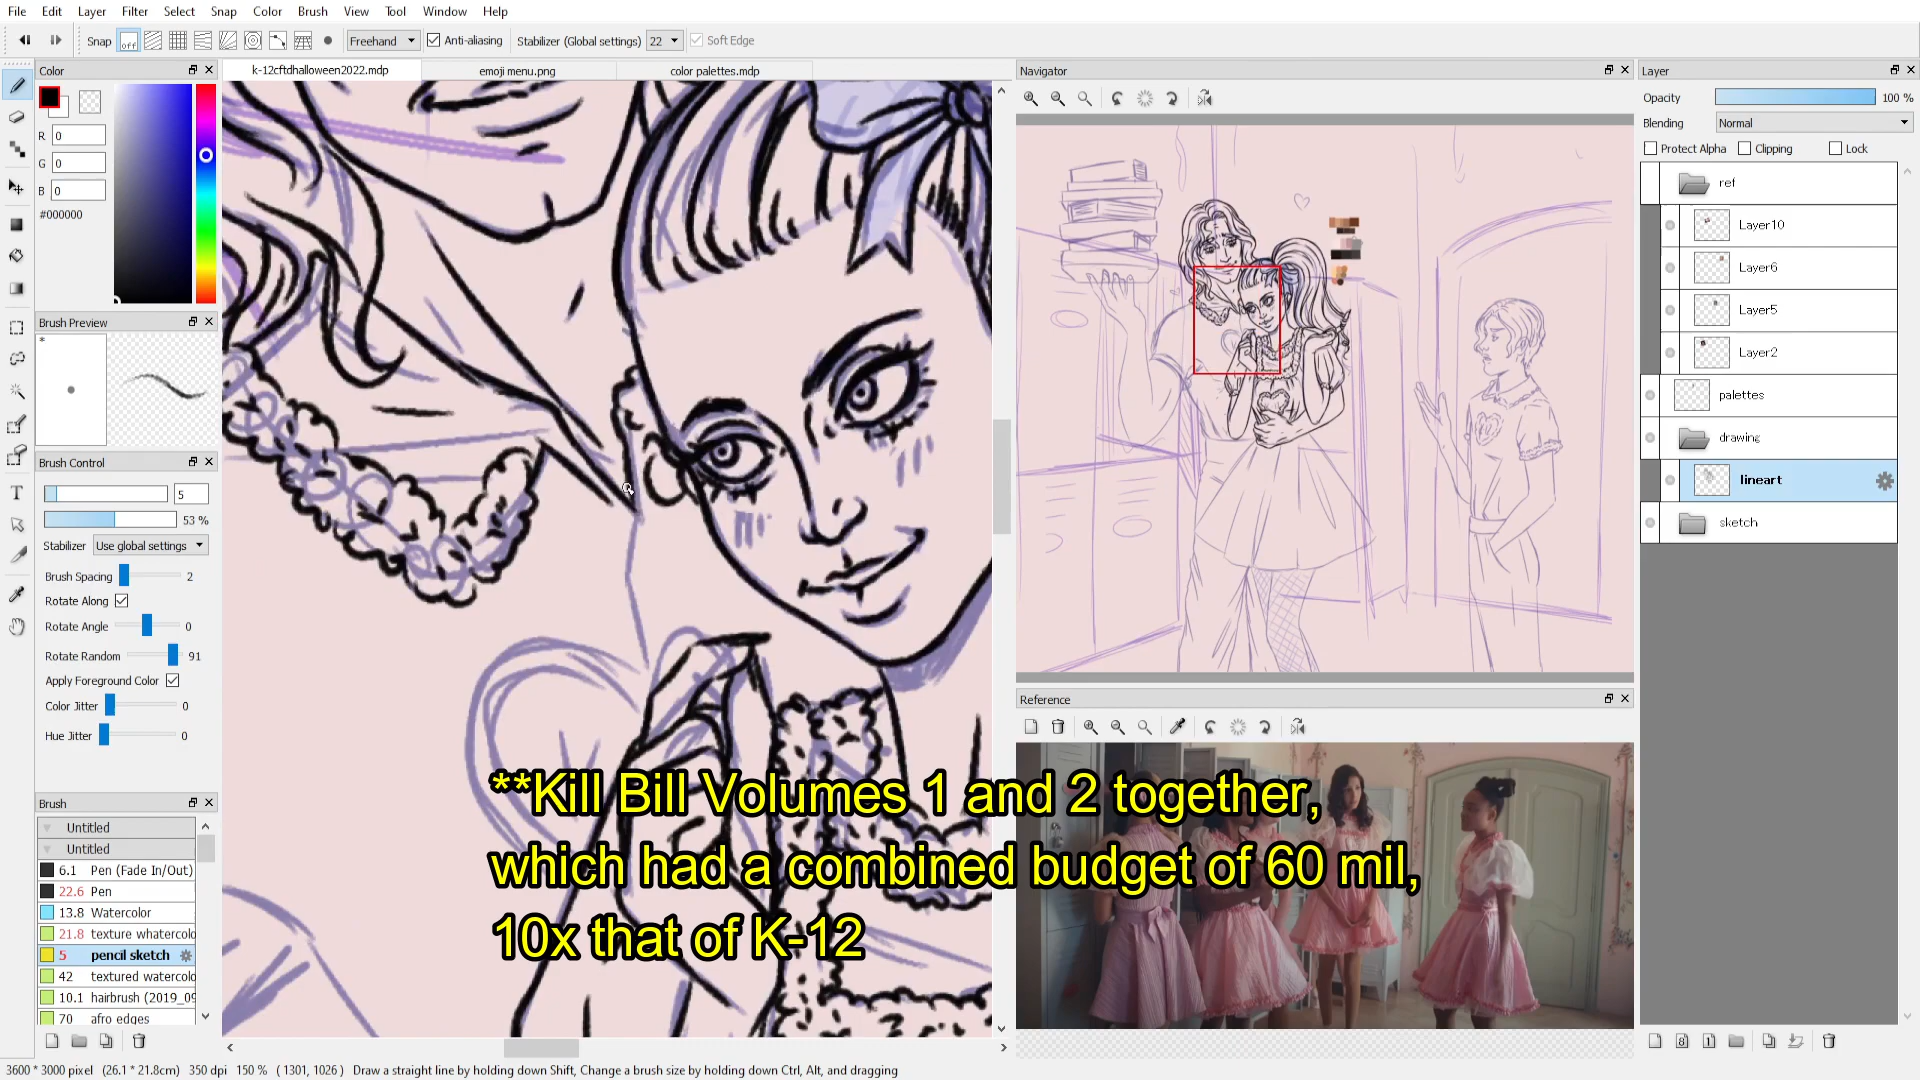 File Edit Layer Filter Select Snap Color Brush View Tool Window Help
Snap off Freehand Anti-aliasing Stabilizer (Global settings) 22 Soft Edge
Color
k-12cftdhalloween2022.mdp
emoji menu.png
color palettes.mdp
R 0
G 0
B 0
#000000
Brush Preview
*
Brush Control
5
53 %
Stabilizer Use global settings
Brush Spacing 2
Rotate Along
Rotate Angle 0
Rotate Random 91
Apply Foreground Color
Color Jitter 0
Hue Jitter 0
Brush
Untitled
Untitled
6.1 Pen (Fade In/Out)
22.6 Pen
13.8 Watercolor
21.8 texture whatercolo
5 pencil sketch
42 textured watercolo
10.1 hairbrush (2019_09
70 afro edges
Navigator
Reference
**Kill Bill Volumes 1 and 2 together,
which had a combined budget of 60 mil,
10x that of K-12
Layer
Opacity 100 %
Blending Normal
Protect Alpha Clipping Lock
ref
Layer10
Layer6
Layer5
Layer2
palettes
drawing
lineart
sketch
8 1
3600 * 3000 pixel (26.1 * 21.8cm) 350 dpi 150 % ( 1301, 1026 ) Draw a straight line by holding down Shift, Change a brush size by holding down Ctrl, Alt, and dragging